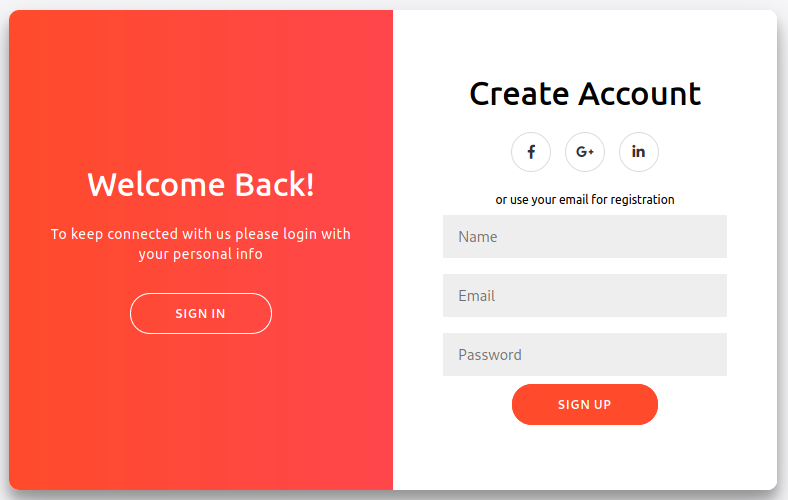 Welcome Back!
To keep connected with us please login with
your personal info
SIGN IN
Create Account
f
G+
in
or use your email for registration
Name
Email
Password
SIGN UP